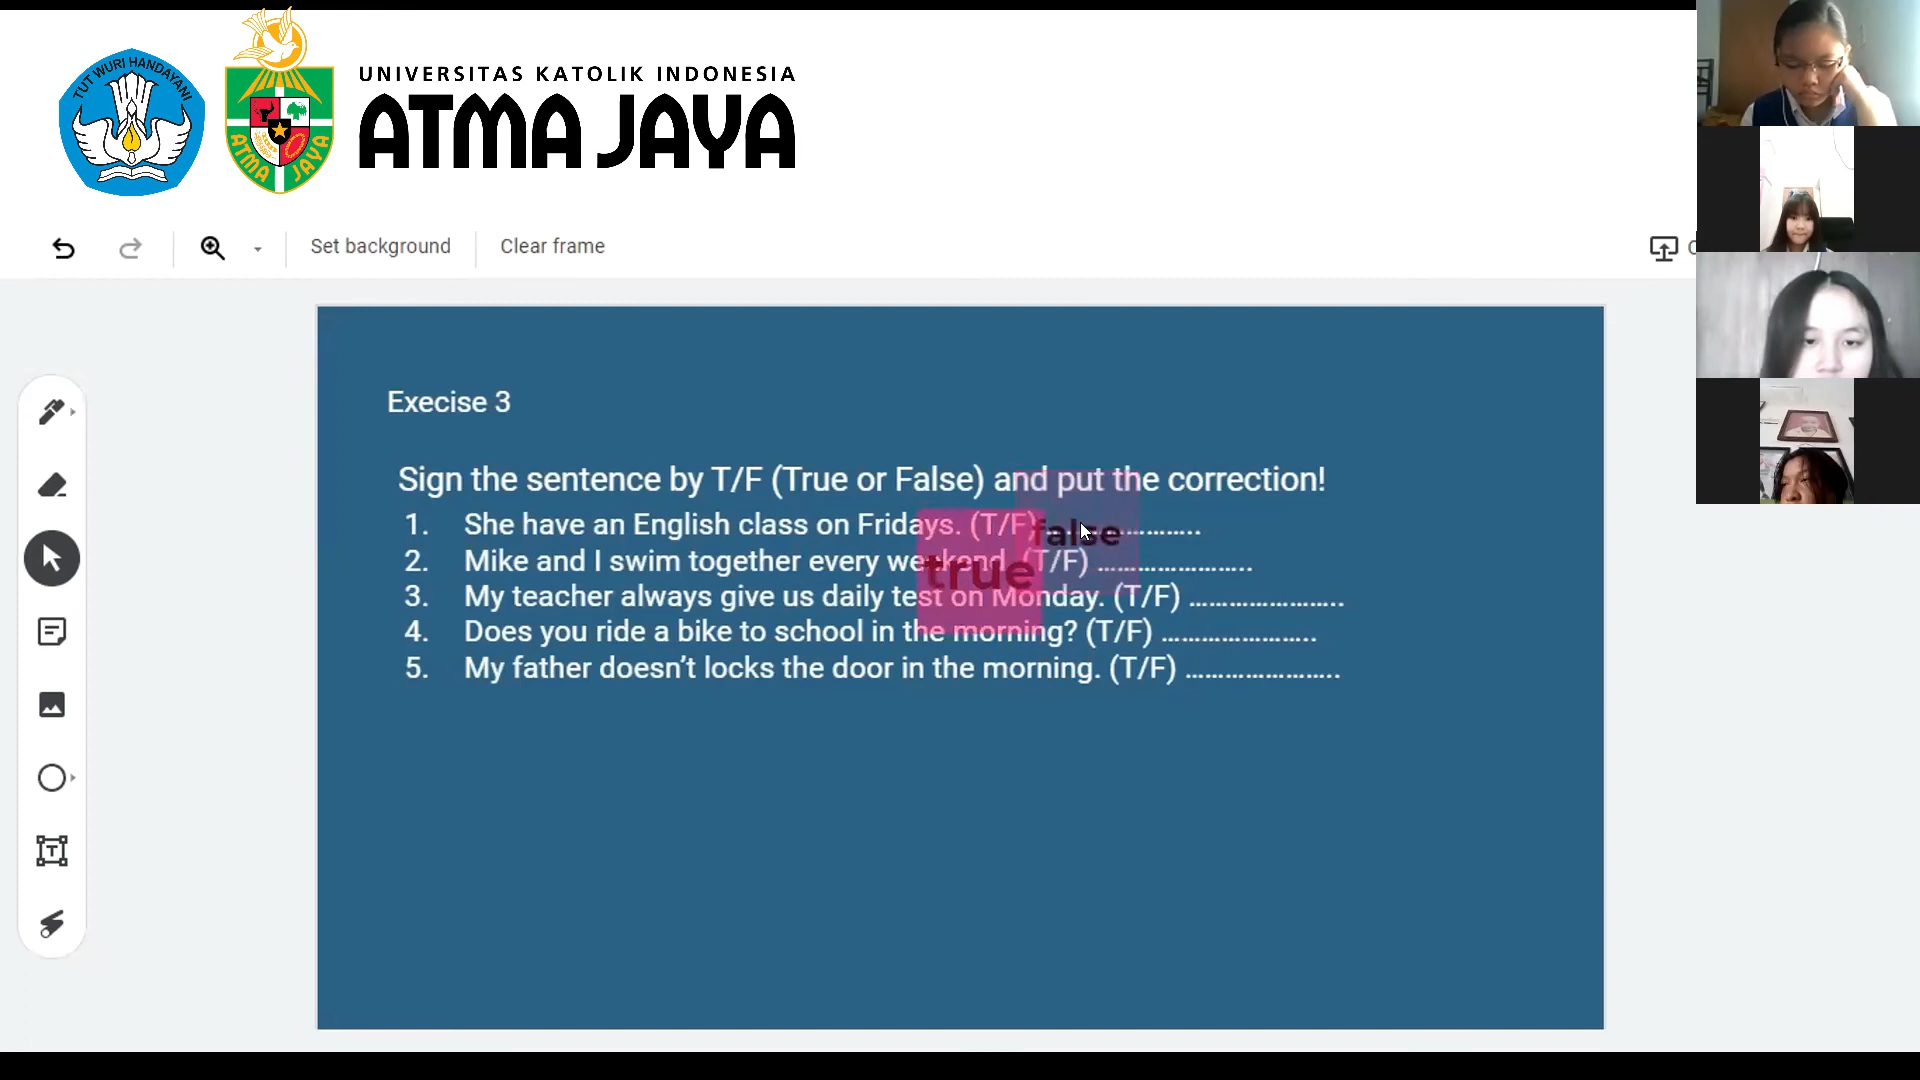 TUT WURI HANDAYANI
ATMA JAYA
UNIVERSITAS KATOLIK INDONESIA
ATMA JAYA
Set background
Clear frame
Execise 3
Sign the sentence by T/F (True or False) and put the correction!
1. She have an English class on Fridays. (T/F) …………………..
false
2. Mike and I swim together every weekend. (T/F) …………………..
true
3. My teacher always give us daily test on Monday. (T/F) …………………..
4. Does you ride a bike to school in the morning? (T/F) …………………..
5. My father doesn’t locks the door in the morning. (T/F) …………………..